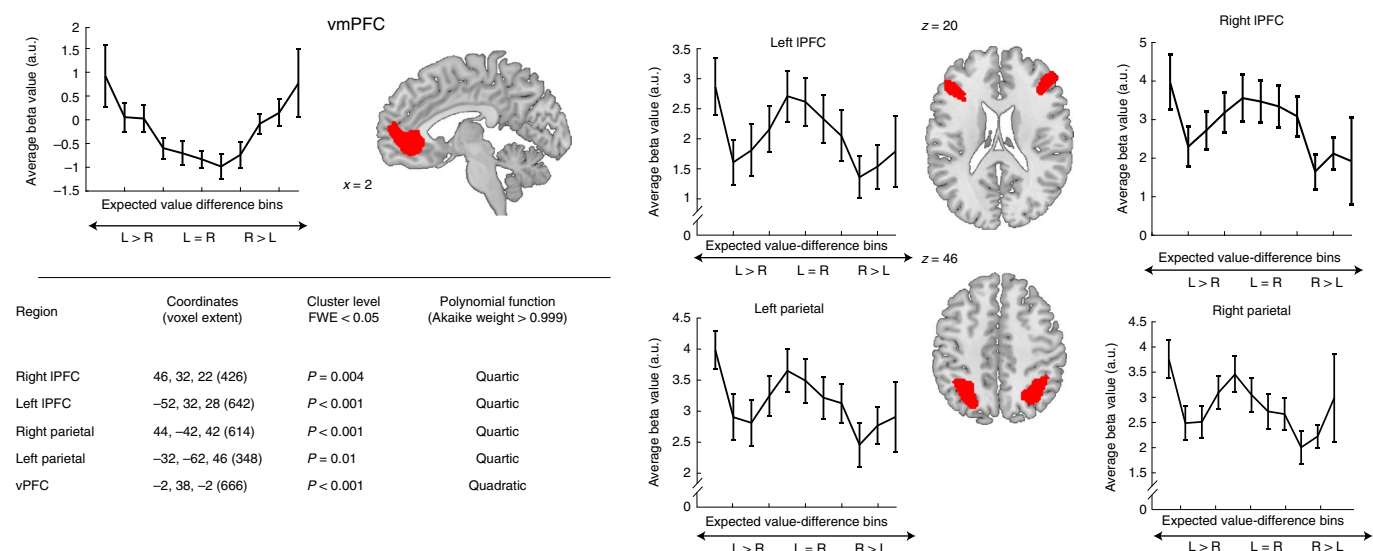 vmPFC
2
1.5
1
0.5
0
−0.5
−1
−1.5
Average beta value (a.u.)
Expected value difference bins
L > R L = R R > L
x = 2
Left lPFC
3.5
3.0
2.5
2
1.5
1
0
Average beta value (a.u.)
Expected value-difference bins
L > R L = R R > L
z = 20
z = 46
Right lPFC
5
4
3
2
1
0
Average beta value (a.u.)
Expected value-difference bins
L > R L = R R > L
Region Coordinates (voxel extent) Cluster level FWE < 0.05 Polynomial function (Akaike weight > 0.999)
Right lPFC 46, 32, 22 (426) P = 0.004 Quartic
Left lPFC −52, 32, 28 (642) P < 0.001 Quartic
Right parietal 44, −42, 42 (614) P < 0.001 Quartic
Left parietal −32, −62, 46 (348) P = 0.01 Quartic
vPFC −2, 38, −2 (666) P < 0.001 Quadratic
Left parietal
4.5
4
3.5
3
2.5
2
0
Average beta value (a.u.)
Expected value-difference bins
L > R L = R R > L
Right parietal
4.5
4
3.5
3
2.5
2
1.5
0
Average beta value (a.u.)
Expected value-difference bins
L > R L = R R > L